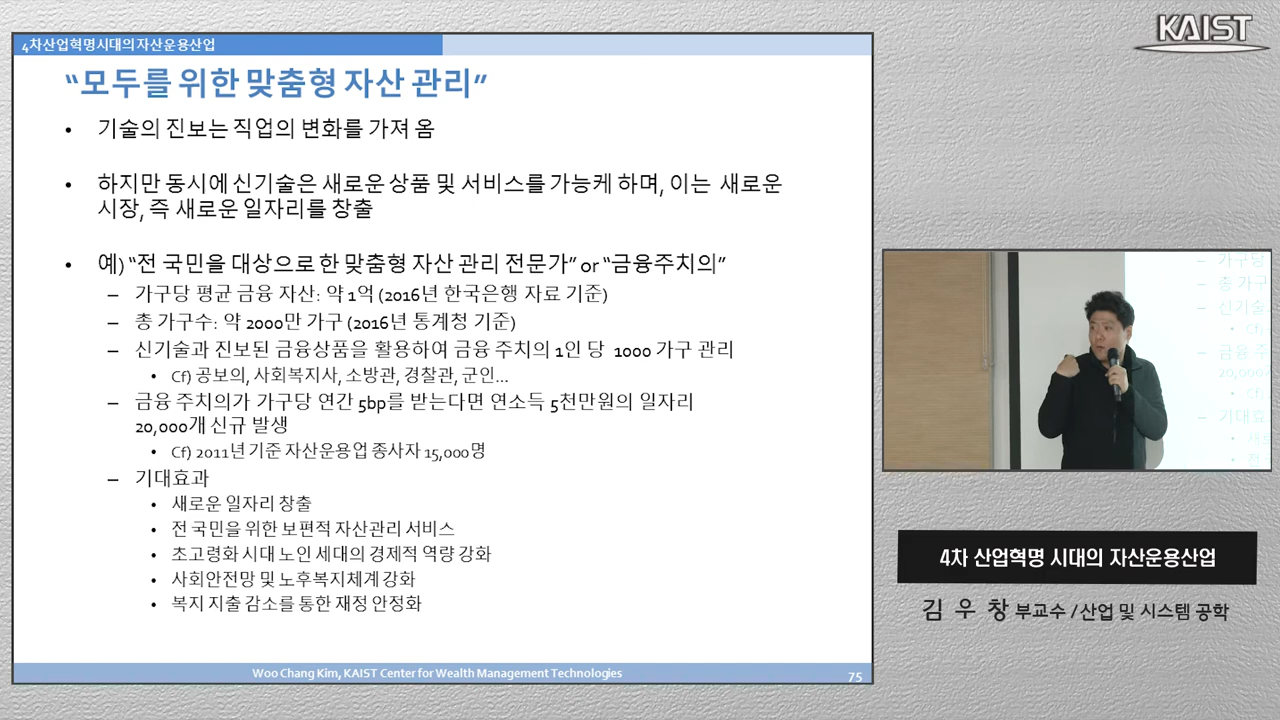 KAIST
4차산업혁명시대의자산운용산업
“모두를 위한 맞춤형 자산 관리”
• 기술의 진보는 직업의 변화를 가져 옴
• 하지만 동시에 신기술은 새로운 상품 및 서비스를 가능케 하며, 이는 새로운
시장, 즉 새로운 일자리를 창출
• 예) “전 국민을 대상으로 한 맞춤형 자산 관리 전문가” or “금융주치의”
– 가구당 평균 금융 자산: 약 1억 (2016년 한국은행 자료 기준)
– 총 가구수: 약 2000만 가구 (2016년 통계청 기준)
– 신기술과 진보된 금융상품을 활용하여 금융 주치의 1인 당 1000 가구 관리
• Cf) 공보의, 사회복지사, 소방관, 경찰관, 군인...
– 금융 주치의가 가구당 연간 5bp를 받는다면 연소득 5천만원의 일자리
20,000개 신규 발생
• Cf) 2011년 기준 자산운용업 종사자 15,000명
– 기대효과
• 새로운 일자리 창출
• 전 국민을 위한 보편적 자산관리 서비스
• 초고령화 시대 노인 세대의 경제적 역량 강화
• 사회안전망 및 노후복지체계 강화
• 복지 지출 감소를 통한 재정 안정화
Woo Chang Kim, KAIST Center for Wealth Management Technologies
75
– 가구당
– 총 가구
– 신기술
• Cf
– 금융 주
20,000
• Cf
– 기대효
4차 산업혁명 시대의 자산운용산업
김 우 창 부교수 / 산업 및 시스템 공학